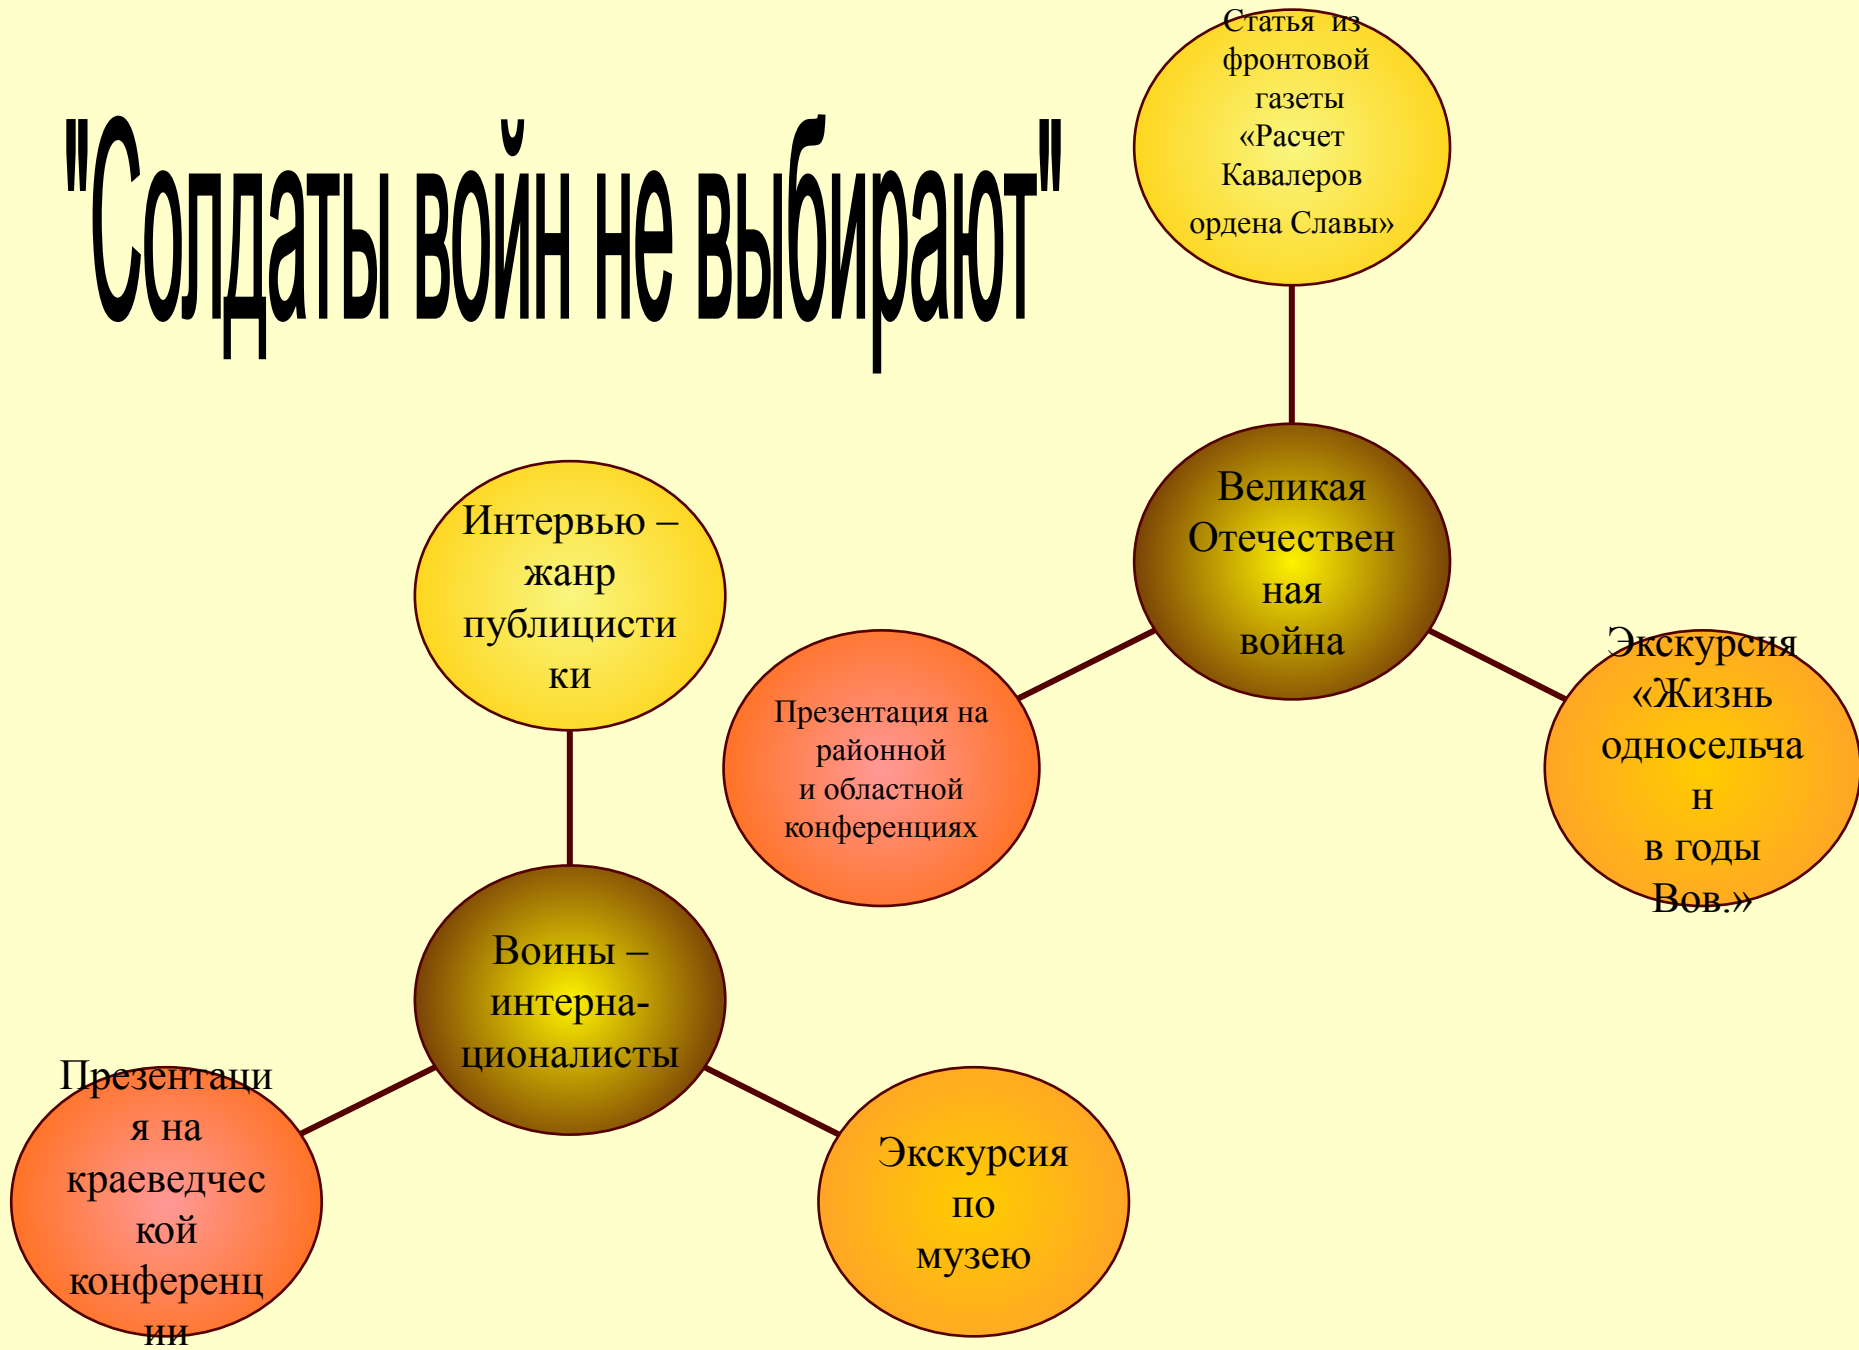 "Солдаты войн не выбирают"
Статья из
фронтовой
газеты
«Расчет
Кавалеров
ордена Славы»
Великая
Отечествен
ная
война
Презентация на
районной
и областной
конференциях
Экскурсия
«Жизнь
односельча
н
в годы
Вов.»
Интервью –
жанр
публицисти
ки
Воины –
интерна-
ционалисты
Презентаци
я на
краеведчес
кой
конференц
ии
Экскурсия
по
музею